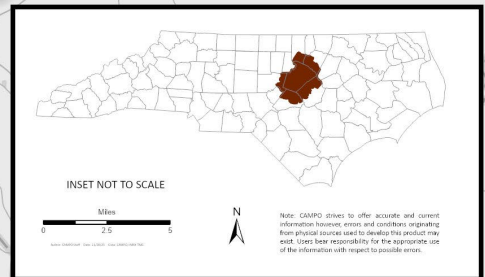 INSET NOT TO SCALE
Miles
0 2.5 5
N
Note: CAMPO strives to offer accurate and current
information however, errors and conditions originating
from physical sources used to develop this product may
exist. Users bear responsibility for the appropriate use
of the information with respect to possible errors.